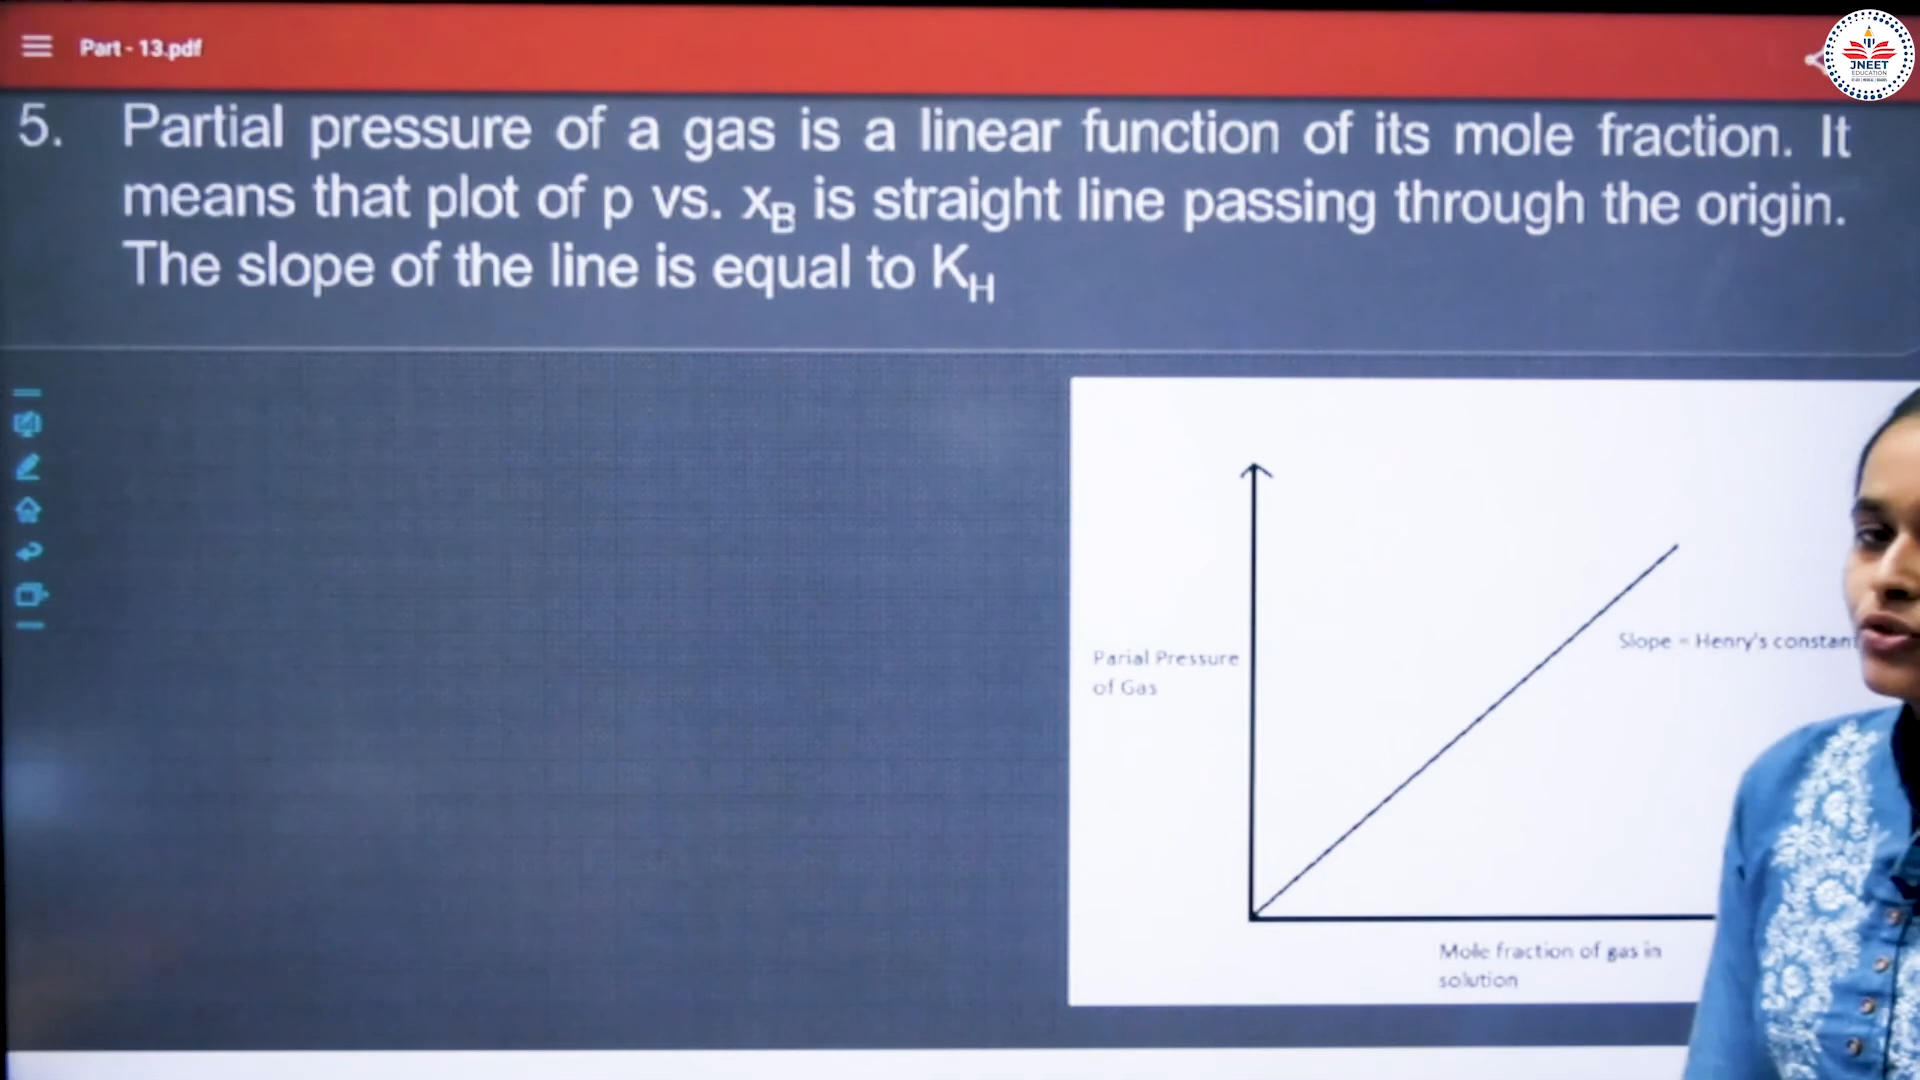 Part - 13.pdf
JNEET
EDUCATION
5. Partial pressure of a gas is a linear function of its mole fraction. It
means that plot of p vs. xB is straight line passing through the origin.
The slope of the line is equal to KH
Slope = Henry's constant
Parial Pressure
of Gas
Mole fraction of gas in
solution